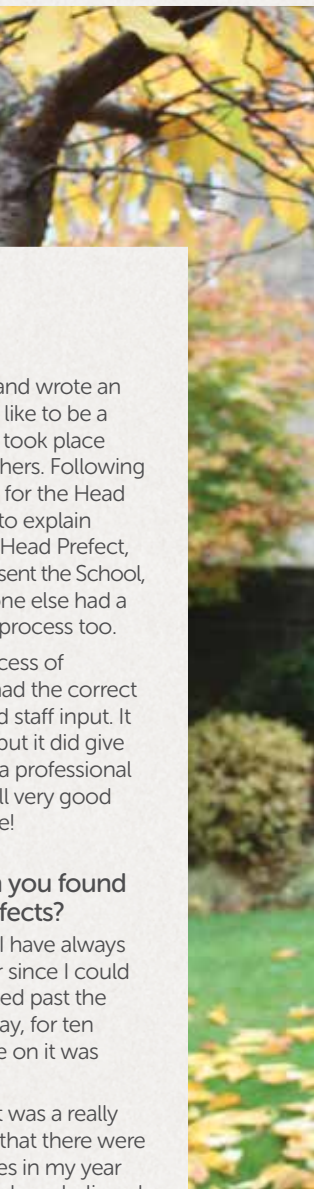 and wrote an
like to be a
took place
hers. Following
for the Head
to explain
Head Prefect,
sent the School,
one else had a
process too.
cess of
had the correct
d staff input. It
but it did give
a professional
ll very good
e!
n you found
fects?
I have always
r since I could
ed past the
ay, for ten
e on it was
t was a really
that there were
es in my year